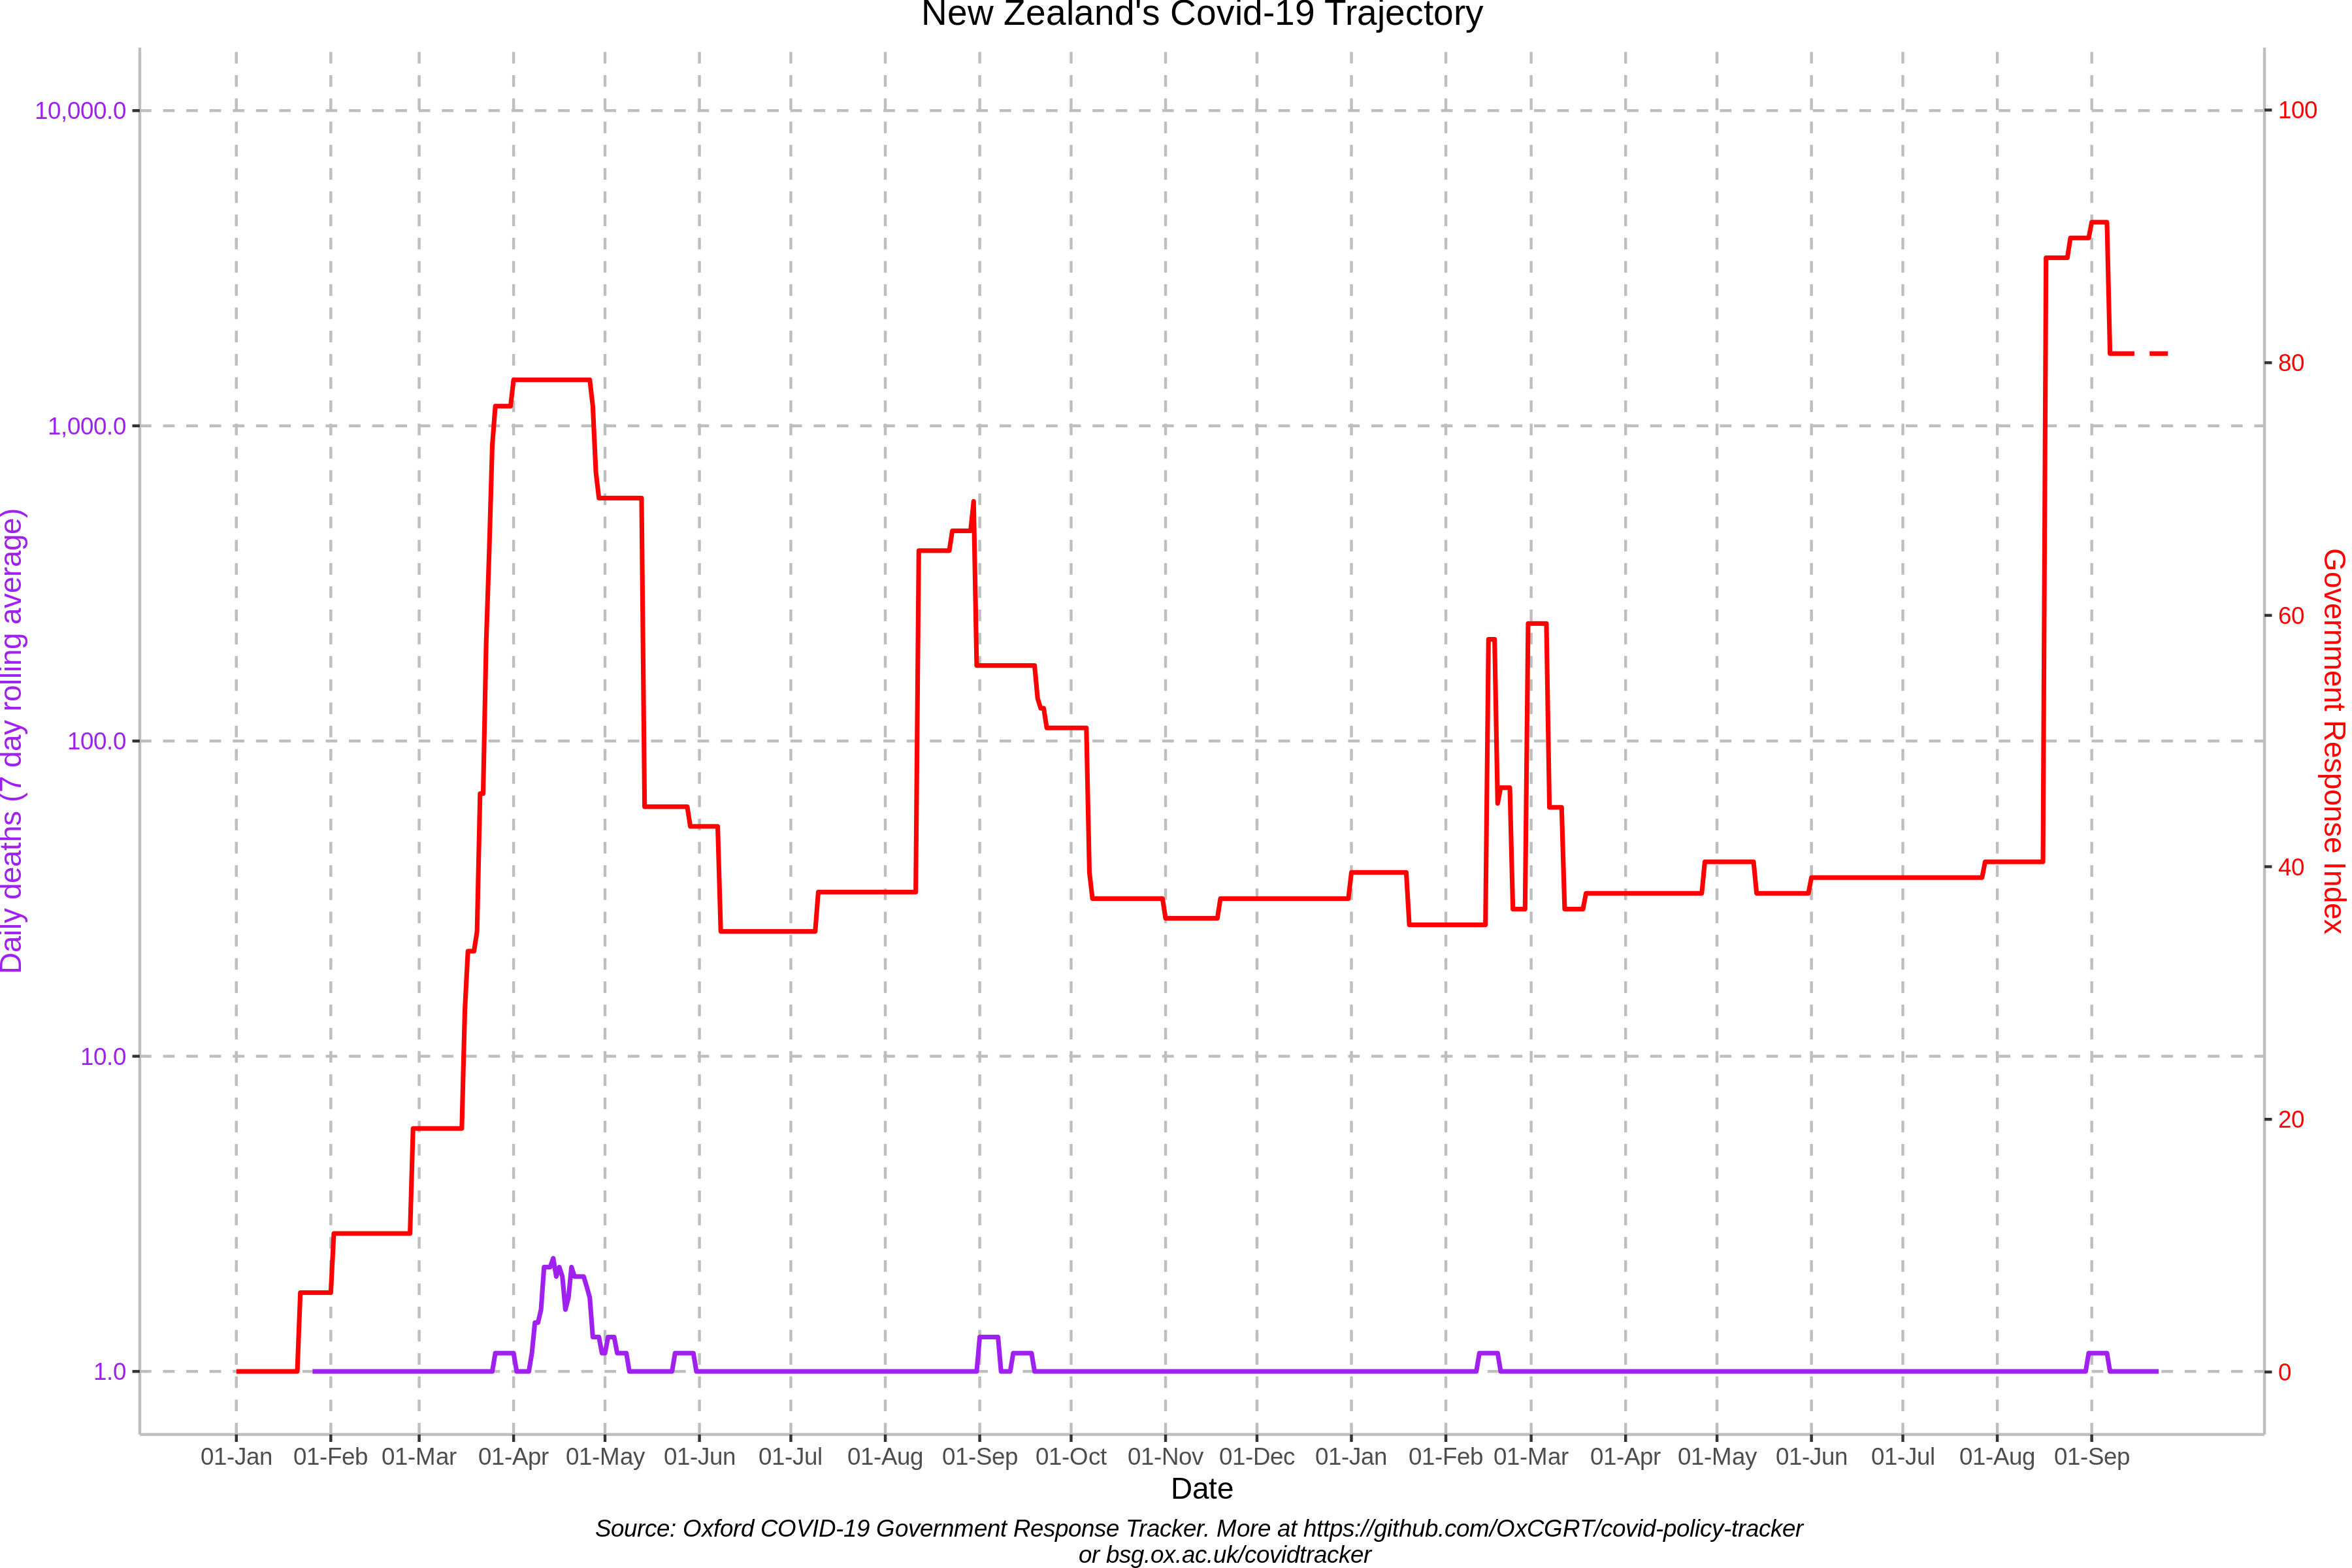 New Zealand's Covid-19 Trajectory
10,000.0
1,000.0
100.0
10.0
1.0
Daily deaths (7 day rolling average)
100
80
60
40
20
0
Government Response Index
01-Jan 01-Feb 01-Mar 01-Apr 01-May 01-Jun 01-Jul 01-Aug 01-Sep 01-Oct 01-Nov 01-Dec 01-Jan 01-Feb 01-Mar 01-Apr 01-May 01-Jun 01-Jul 01-Aug 01-Sep
Date
Source: Oxford COVID-19 Government Response Tracker. More at https://github.com/OxCGRT/covid-policy-tracker
or bsg.ox.ac.uk/covidtracker